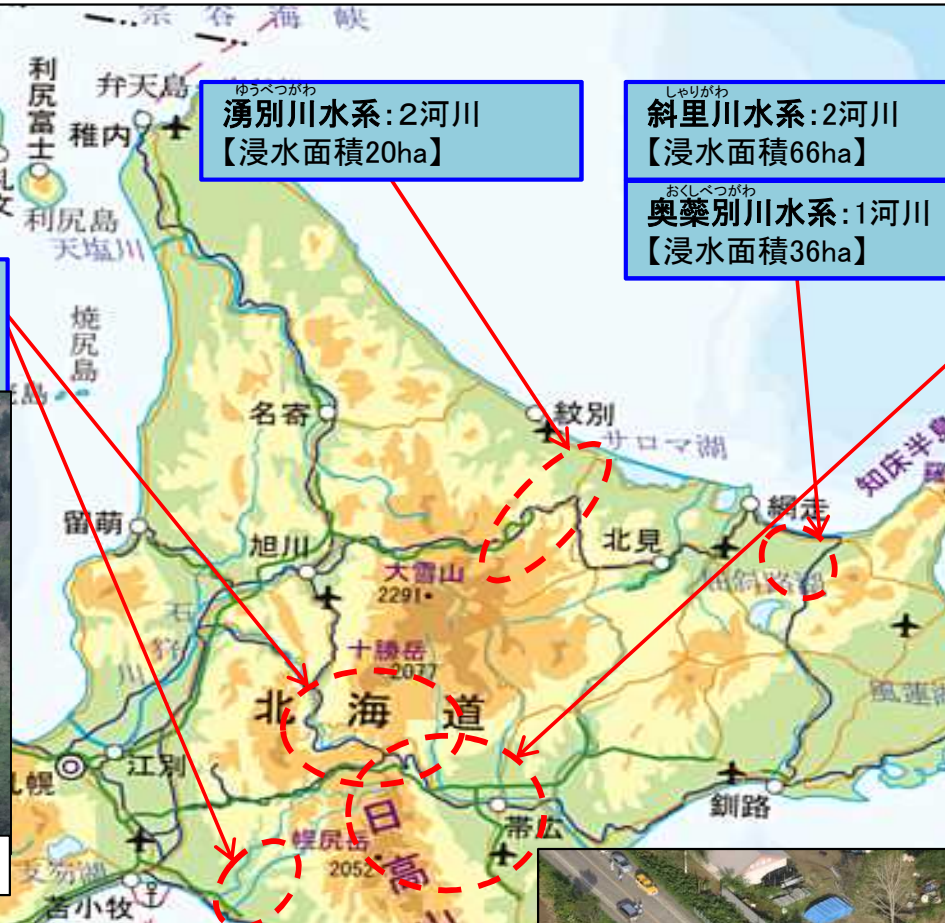 宗谷海峡
利尻富士
弁天島
稚内
利尻島
天塩川
ゆうべつがわ
湧別川水系:2河川
【浸水面積20ha】
しゃりがわ
斜里川水系:2河川
【浸水面積66ha】
おくしべつがわ
奥蘂別川水系:1河川
【浸水面積36ha】
焼尻島
名寄
紋別
サロマ湖
知床半島
羅
網走
留萌
旭川
北見
大雪山
2291
石狩川
十勝岳
2077
風蓮湖
北海道
札幌
江別
釧路
帯広
日高
幌尻岳
2052
支笏湖
苫小牧